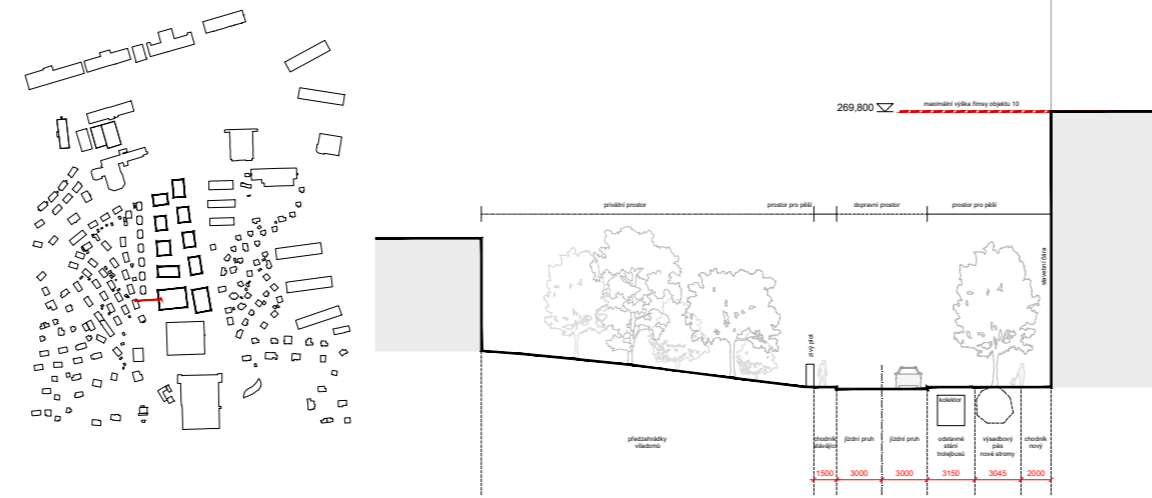 269,800
maximální výška římsy objektu 10
privátní prostor
prostor pro pěší
dopravní prostor
prostor pro pěší
stavební čára
živý plot
kolektor
předzahrádky
viladomů
chodník
stávající
jízdní pruh
jízdní pruh
odstavné
stání
trolejbusů
výsadbový
pás
nové stromy
chodník
nový
1500
3000
3000
3150
3045
2000